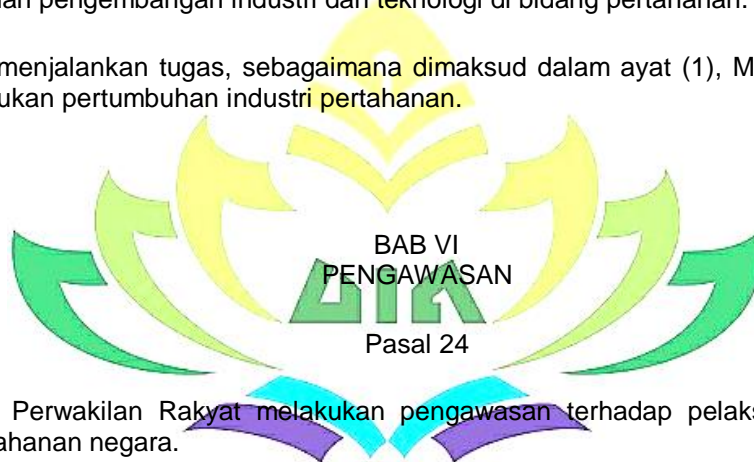 pengembangan industri dan teknologi di bidang pertahanan.
menjalankan tugas, sebagaimana dimaksud dalam ayat (1),
pertumbuhan industri pertahanan.
BAB VI
PENGAWASAN
DIA
Pasal 24
Perwakilan Rakyat melakukan pengawasan terhadap
negara.